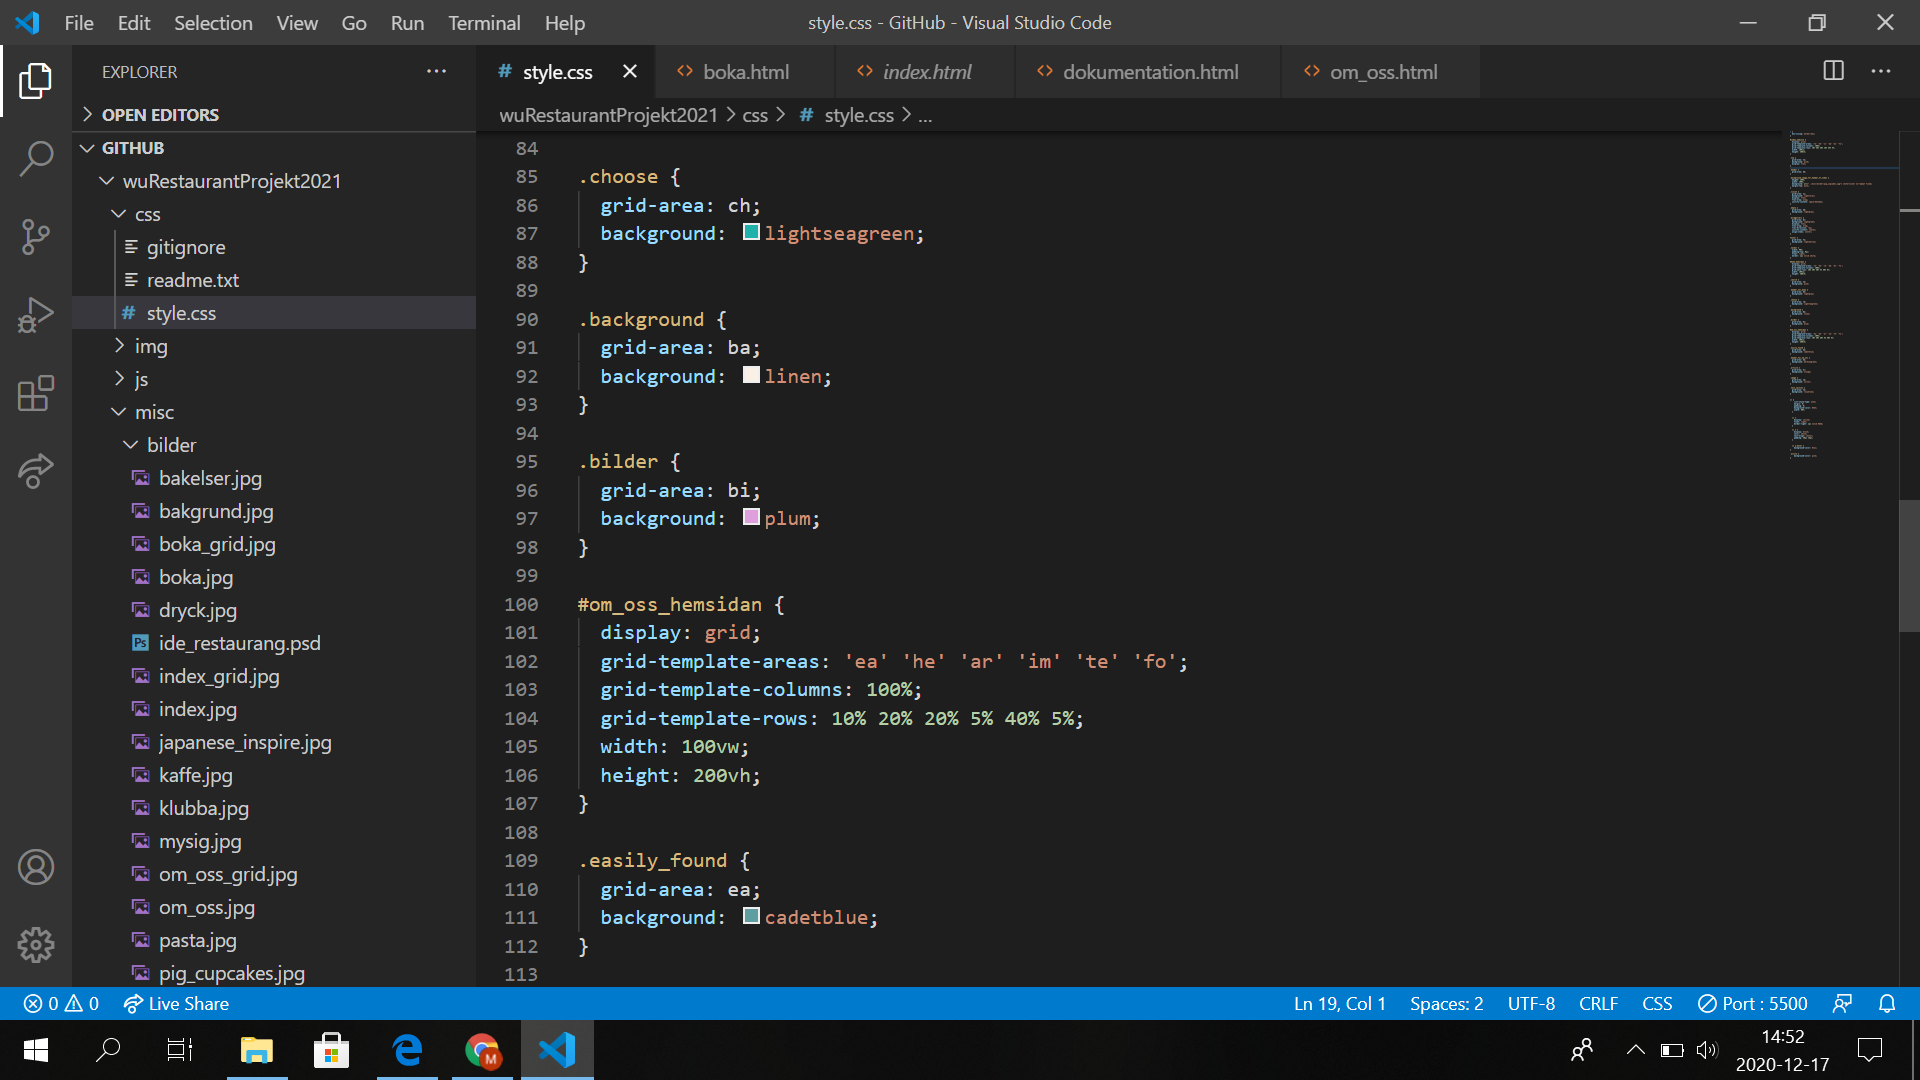 File Edit Selection View Go Run Terminal Help
style.css - GitHub - Visual Studio Code
EXPLORER
OPEN EDITORS
GITHUB
wuRestaurantProjekt2021
css
gitignore
readme.txt
# style.css
img
js
misc
bilder
bakelser.jpg
bakgrund.jpg
boka_grid.jpg
boka.jpg
dryck.jpg
Ps ide_restaurang.psd
index_grid.jpg
index.jpg
japanese_inspire.jpg
kaffe.jpg
klubba.jpg
mysig.jpg
om_oss_grid.jpg
om_oss.jpg
pasta.jpg
pig_cupcakes.jpg
# style.css
<> boka.html
<> index.html
<> dokumentation.html
<> om_oss.html
wuRestaurantProjekt2021 > css > # style.css > ...
84
85 .choose {
86 grid-area: ch;
87 background: lightseagreen;
88 }
89
90 .background {
91 grid-area: ba;
92 background: linen;
93 }
94
95 .bilder {
96 grid-area: bi;
97 background: plum;
98 }
99
100 #om_oss_hemsidan {
101 display: grid;
102 grid-template-areas: 'ea' 'he' 'ar' 'im' 'te' 'fo';
103 grid-template-columns: 100%;
104 grid-template-rows: 10% 20% 20% 5% 40% 5%;
105 width: 100vw;
106 height: 200vh;
107 }
108
109 .easily_found {
110 grid-area: ea;
111 background: cadetblue;
112 }
113
0 0 Live Share
Ln 19, Col 1 Spaces: 2 UTF-8 CRLF CSS Port : 5500
M
14:52
2020-12-17